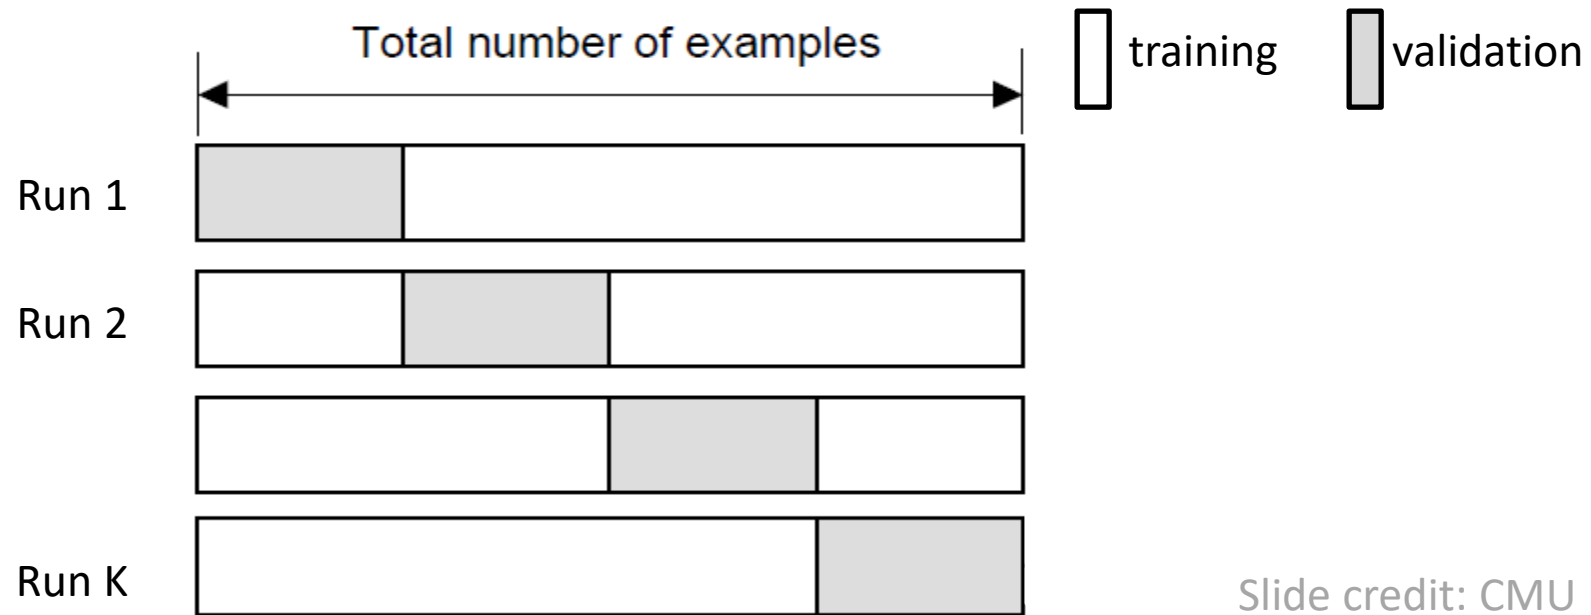 Total number of examples
training
validation
Run 1
Run 2
Run K
Slide credit: CMU